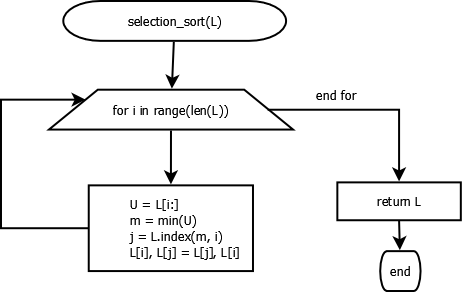 selection_sort(L)
for i in range(len(L))
end for
U = L[i:]
m = min(U)
j = L.index(m, i)
L[i], L[j] = L[j], L[i]
return L
end